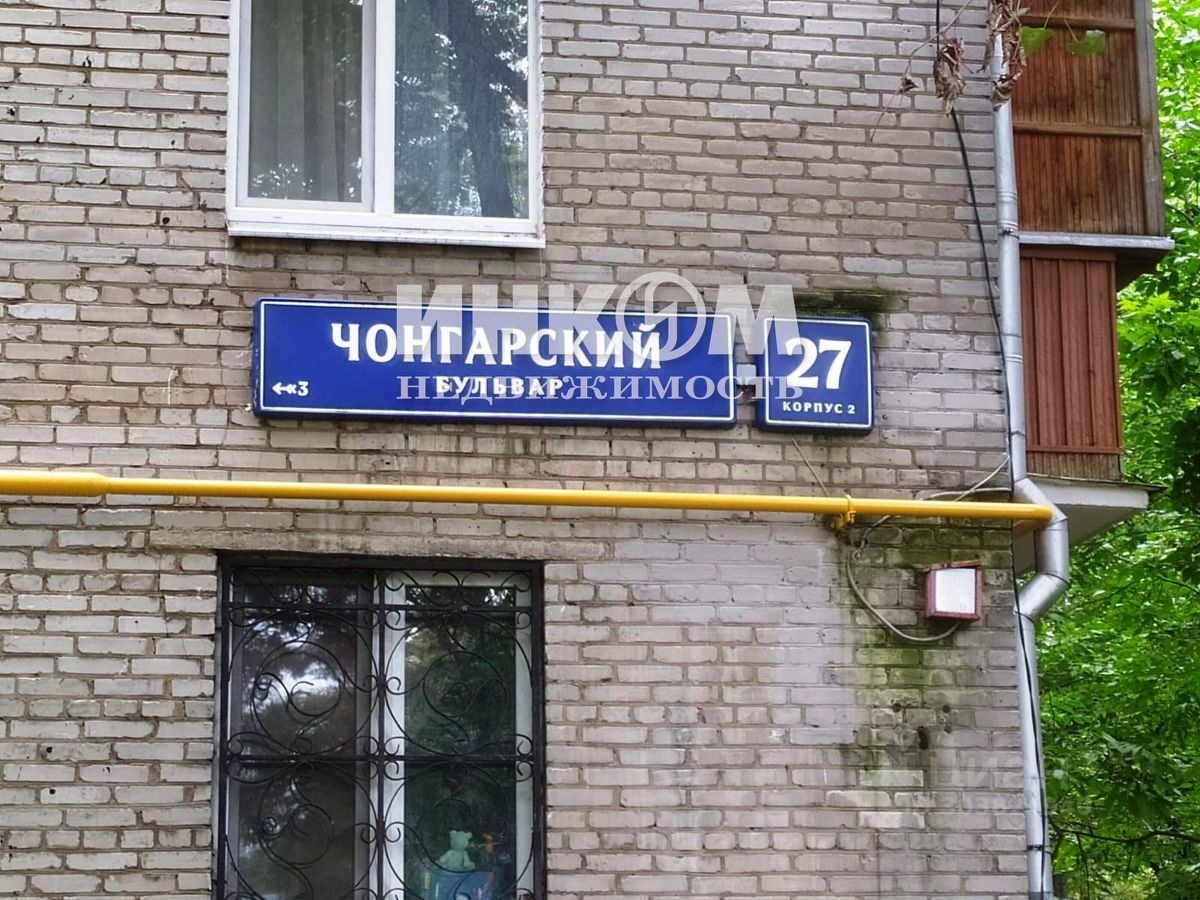 ЧОНГАРСКИЙ
БУЛЬВАР
←«3
27
КОРПУС 2
ИНКОМ
НЕДВИЖИМОСТЬ